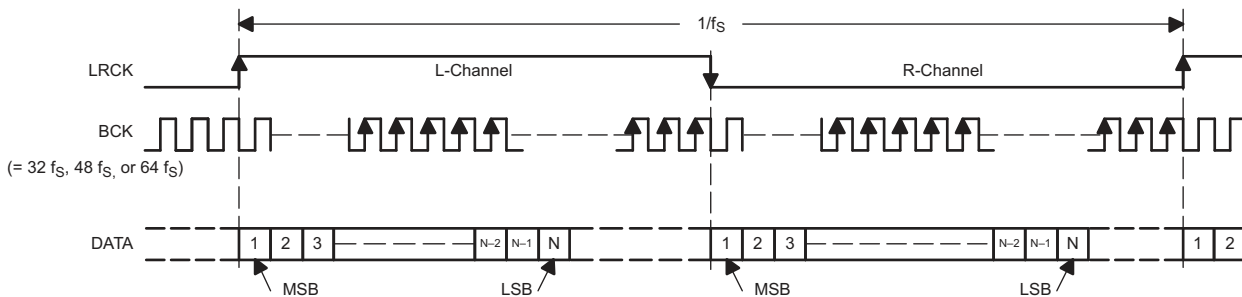 1/fS
LRCK
L-Channel
R-Channel
BCK
(= 32 fS, 48 fS, or 64 fS)
DATA
1 2 3 N–2 N–1 N 1 2 3 N–2 N–1 N 1 2
MSB LSB MSB LSB